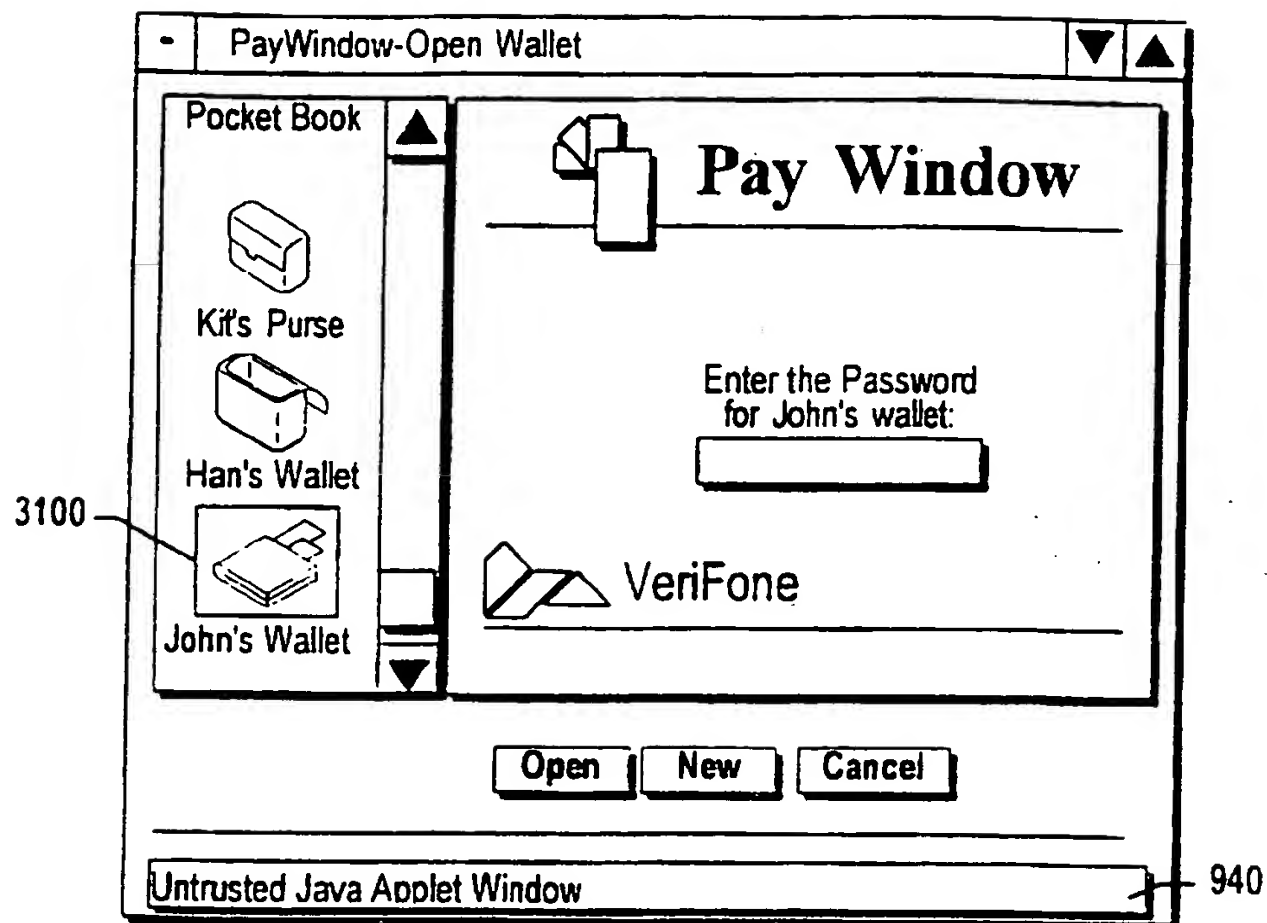 - PayWindow-Open Wallet
Pocket Book
Kit's Purse
Han's Wallet
3100
John's Wallet
Pay Window
Enter the Password
for John's wallet:
VeriFone
Open New Cancel
Untrusted Java Applet Window
940